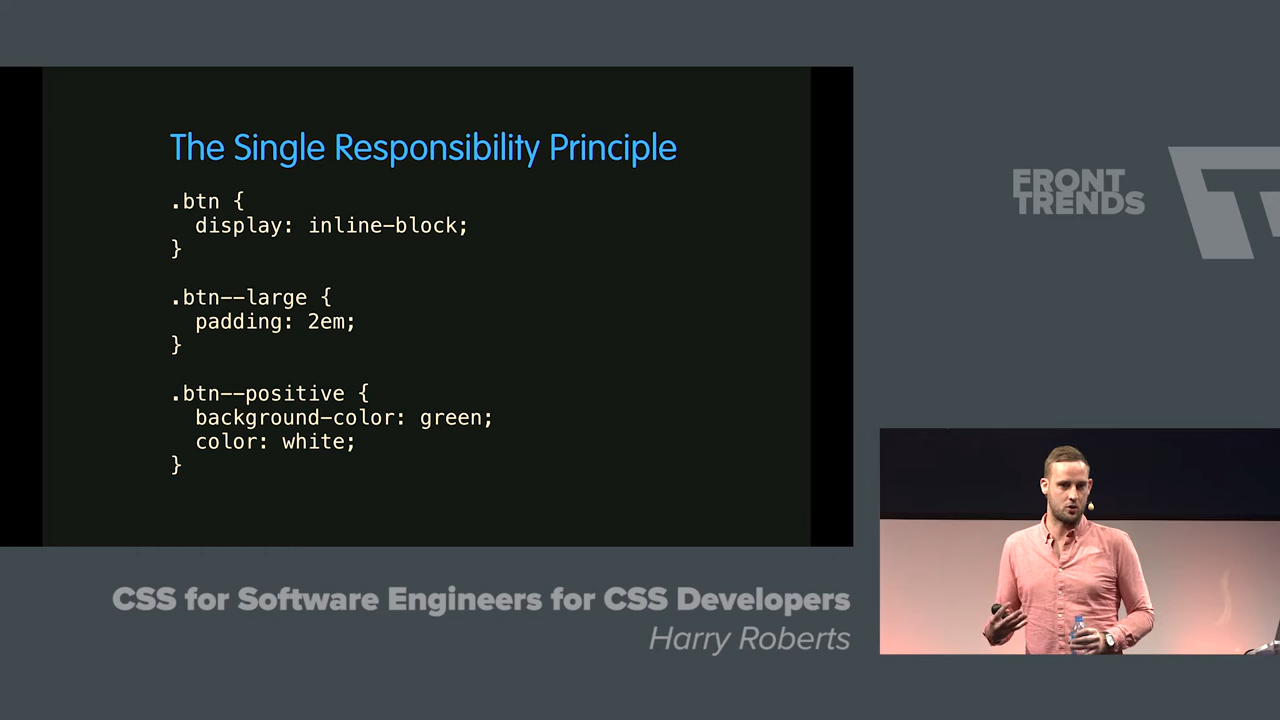 The Single Responsibility Principle
.btn {
  display: inline-block;
}
.btn--large {
  padding: 2em;
}
.btn--positive {
  background-color: green;
  color: white;
}
FRONT
TRENDS
CSS for Software Engineers for CSS Developers
Harry Roberts